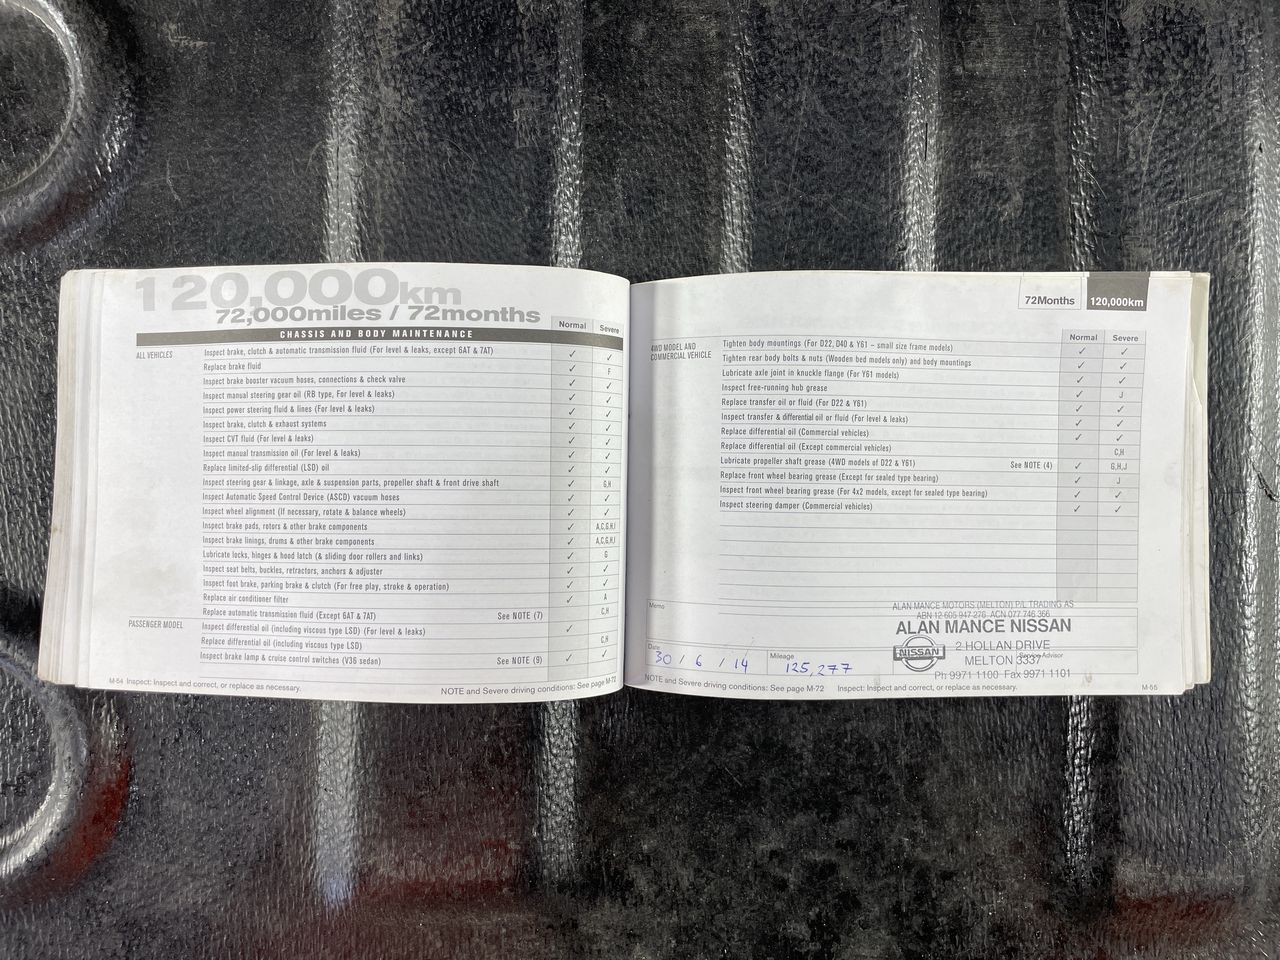 120,000km
72,000miles / 72months
CHASSIS AND BODY MAINTENANCE
Normal Severe
ALL VEHICLES
Inspect brake, clutch & automatic transmission fluid (For level & leaks, except 6AT & 7AT) ✓ ✓
Replace brake fluid ✓ F
Inspect brake booster vacuum hoses, connections & check valve ✓ ✓
Inspect manual steering gear oil (RB type, For level & leaks) ✓ ✓
Inspect power steering fluid & lines (For level & leaks) ✓ ✓
Inspect brake, clutch & exhaust systems ✓ ✓
Inspect CVT fluid (For level & leaks) ✓ ✓
Inspect manual transmission oil (For level & leaks) ✓ ✓
Replace limited-slip differential (LSD) oil ✓ ✓
Inspect steering gear & linkage, axle & suspension parts, propeller shaft & front drive shaft ✓ G,H
Inspect Automatic Speed Control Device (ASCD) vacuum hoses ✓ ✓
Inspect wheel alignment (If necessary, rotate & balance wheels) ✓ ✓
Inspect brake pads, rotors & other brake components ✓ A,C,G,H,I
Inspect brake linings, drums & other brake components ✓ A,C,G,H,I
Lubricate locks, hinges & hood latch (& sliding door rollers and links) ✓ G
Inspect seat belts, buckles, retractors, anchors & adjuster ✓ ✓
Inspect foot brake, parking brake & clutch (For free play, stroke & operation) ✓ ✓
Replace air conditioner filter ✓ A
Replace automatic transmission fluid (Except 6AT & 7AT) See NOTE (7) C,H
PASSENGER MODEL
Inspect differential oil (including viscous type LSD) (For level & leaks) ✓
Replace differential oil (including viscous type LSD) C,H
Inspect brake lamp & cruise control switches (V36 sedan) See NOTE (9) ✓ ✓
M-54 Inspect: Inspect and correct, or replace as necessary.
NOTE and Severe driving conditions: See page M-72
72Months 120,000km
Normal Severe
4WD MODEL AND
COMMERCIAL VEHICLE
Tighten body mountings (For D22, D40 & Y61 – small size frame models) ✓ ✓
Tighten rear body bolts & nuts (Wooden bed models only) and body mountings ✓ ✓
Lubricate axle joint in knuckle flange (For Y61 models) ✓ ✓
Inspect free-running hub grease ✓ J
Replace transfer oil or fluid (For D22 & Y61) ✓ ✓
Inspect transfer & differential oil or fluid (For level & leaks) ✓ ✓
Replace differential oil (Commercial vehicles) ✓ ✓
Replace differential oil (Except commercial vehicles) C,H
Lubricate propeller shaft grease (4WD models of D22 & Y61) See NOTE (4) ✓ G,H,J
Replace front wheel bearing grease (Except for sealed type bearing) ✓ J
Inspect front wheel bearing grease (For 4x2 models, except for sealed type bearing) ✓ ✓
Inspect steering damper (Commercial vehicles) ✓ ✓
Memo
ALAN MANCE MOTORS (MELTON) P/L TRADING AS
ABN 12 605 947 276 ACN 077 746 366
ALAN MANCE NISSAN
NISSAN
2 HOLLAN DRIVE
MELTON 3337
Service Advisor
Ph 9971 1100 Fax 9971 1101
Date
30 / 6 / 14
Mileage
125,277
NOTE and Severe driving conditions: See page M-72 Inspect: Inspect and correct, or replace as necessary.
M-55